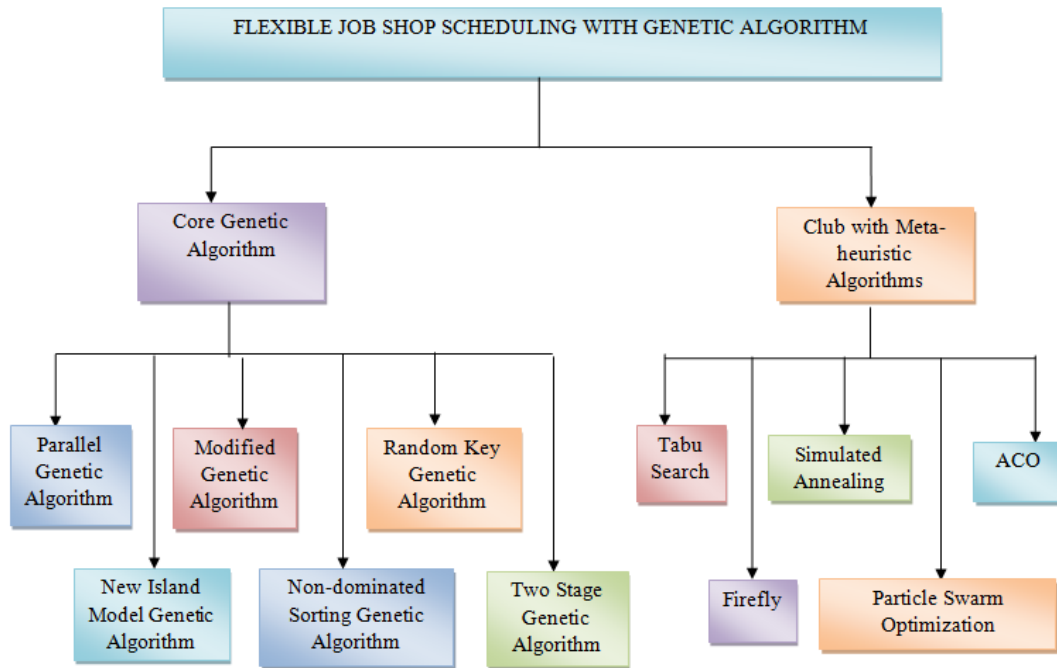 FLEXIBLE JOB SHOP SCHEDULING WITH GENETIC ALGORITHM
Core Genetic
Algorithm
Club with Meta-
heuristic
Algorithms
Parallel
Genetic
Algorithm
Modified
Genetic
Algorithm
Random Key
Genetic
Algorithm
Tabu
Search
Simulated
Annealing
ACO
New Island
Model Genetic
Algorithm
Non-dominated
Sorting Genetic
Algorithm
Two Stage
Genetic
Algorithm
Firefly
Particle Swarm
Optimization